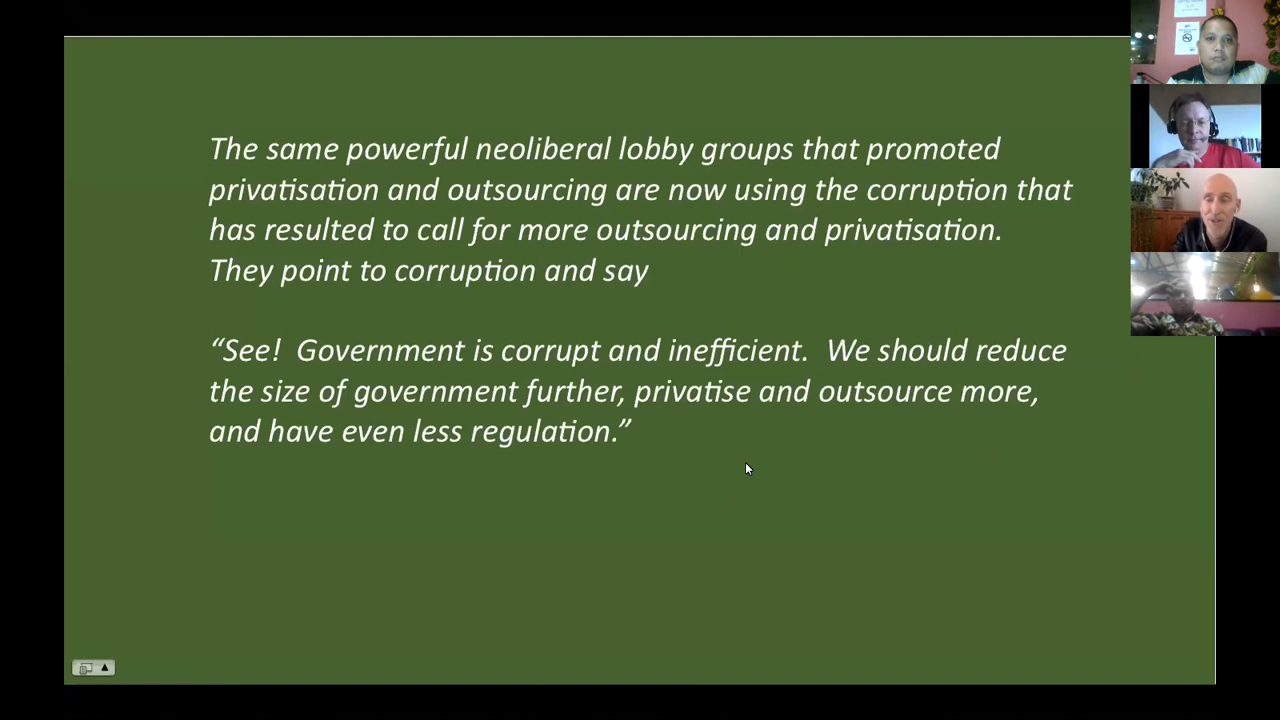 The same powerful neoliberal lobby groups that promoted
privatisation and outsourcing are now using the corruption that
has resulted to call for more outsourcing and privatisation.
They point to corruption and say
“See!  Government is corrupt and inefficient.  We should reduce
the size of government further, privatise and outsource more,
and have even less regulation.”